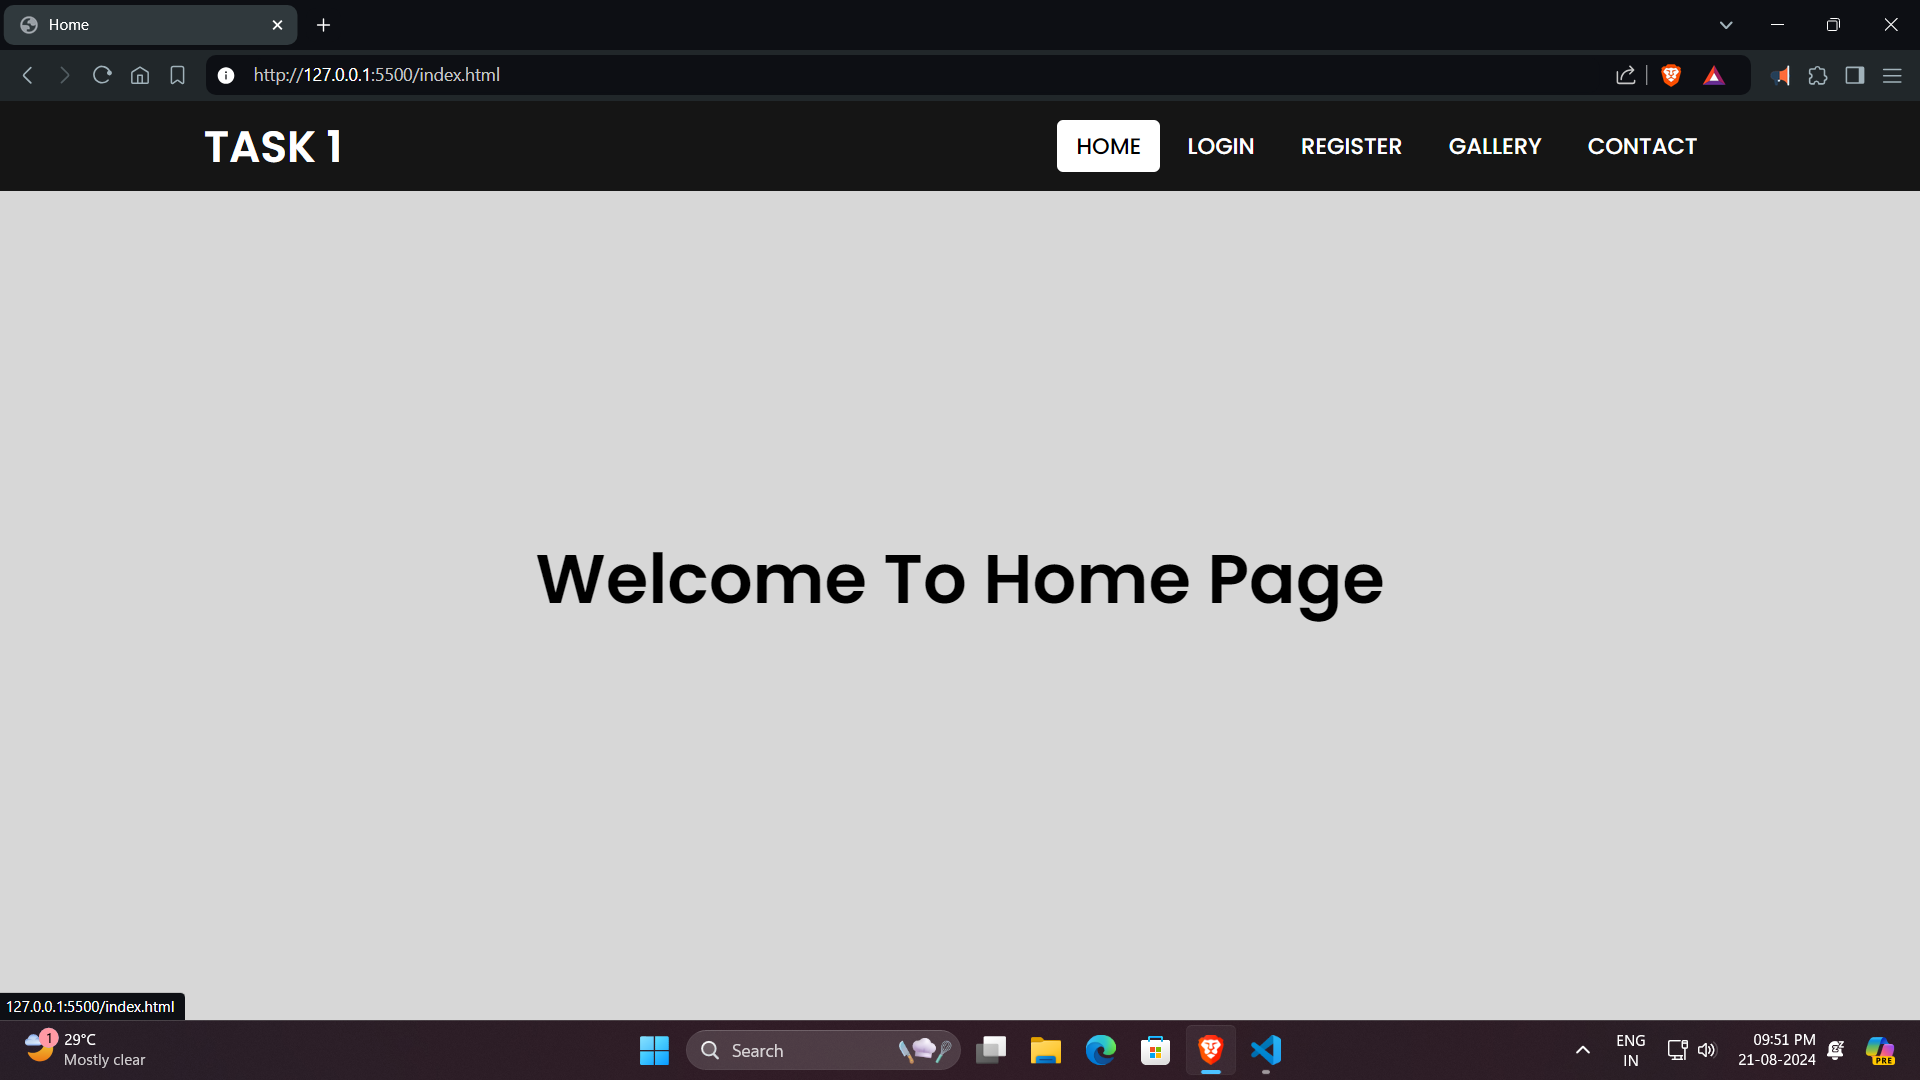 Home
http://127.0.0.1:5500/index.html
TASK 1
HOME LOGIN REGISTER GALLERY CONTACT
Welcome To Home Page
127.0.0.1:5500/index.html
1
29°C
Mostly clear
Search
ENG
IN
09:51 PM
21-08-2024
PRE